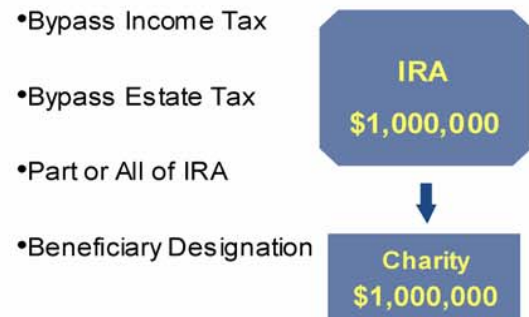 •Bypass Income Tax
•Bypass Estate Tax
•Part or All of IRA
•Beneficiary Designation
IRA
$1,000,000
Charity
$1,000,000